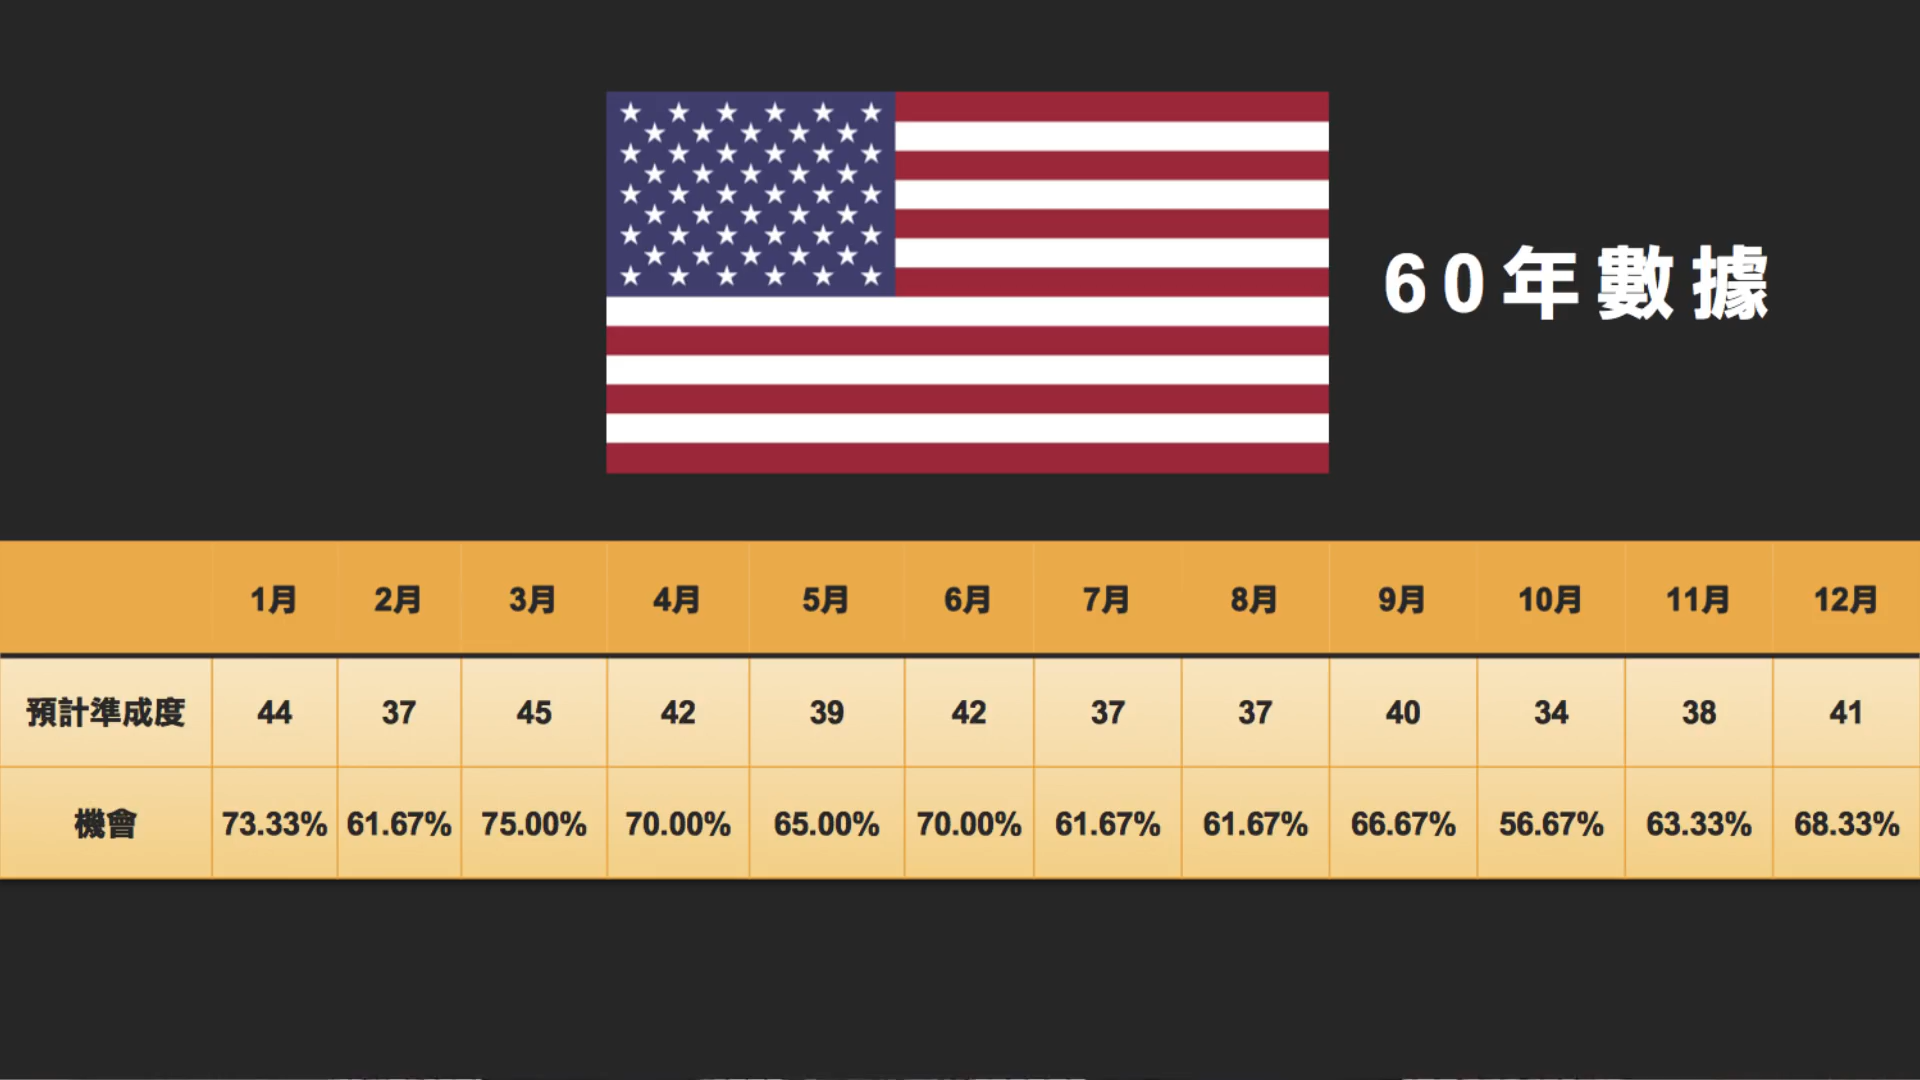 60年數據
1月 2月 3月 4月 5月 6月 7月 8月 9月 10月 11月 12月
預計準成度 44 37 45 42 39 42 37 37 40 34 38 41
機會 73.33% 61.67% 75.00% 70.00% 65.00% 70.00% 61.67% 61.67% 66.67% 56.67% 63.33% 68.33%